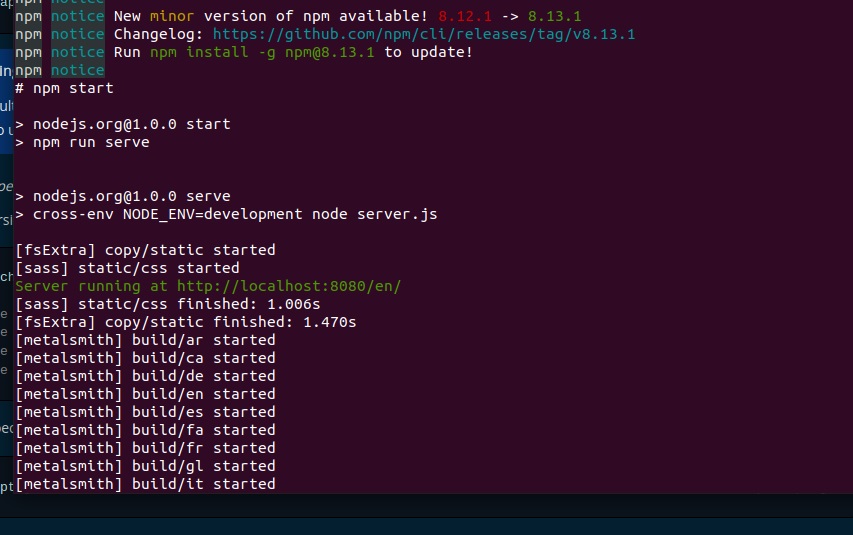 npm notice
npm notice New minor version of npm available! 8.12.1 -> 8.13.1
npm notice Changelog: https://github.com/npm/cli/releases/tag/v8.13.1
npm notice Run npm install -g npm@8.13.1 to update!
npm notice
# npm start
> nodejs.org@1.0.0 start
> npm run serve
> nodejs.org@1.0.0 serve
> cross-env NODE_ENV=development node server.js
[fsExtra] copy/static started
[sass] static/css started
Server running at http://localhost:8080/en/
[sass] static/css finished: 1.006s
[fsExtra] copy/static finished: 1.470s
[metalsmith] build/ar started
[metalsmith] build/ca started
[metalsmith] build/de started
[metalsmith] build/en started
[metalsmith] build/es started
[metalsmith] build/fa started
[metalsmith] build/fr started
[metalsmith] build/gl started
[metalsmith] build/it started